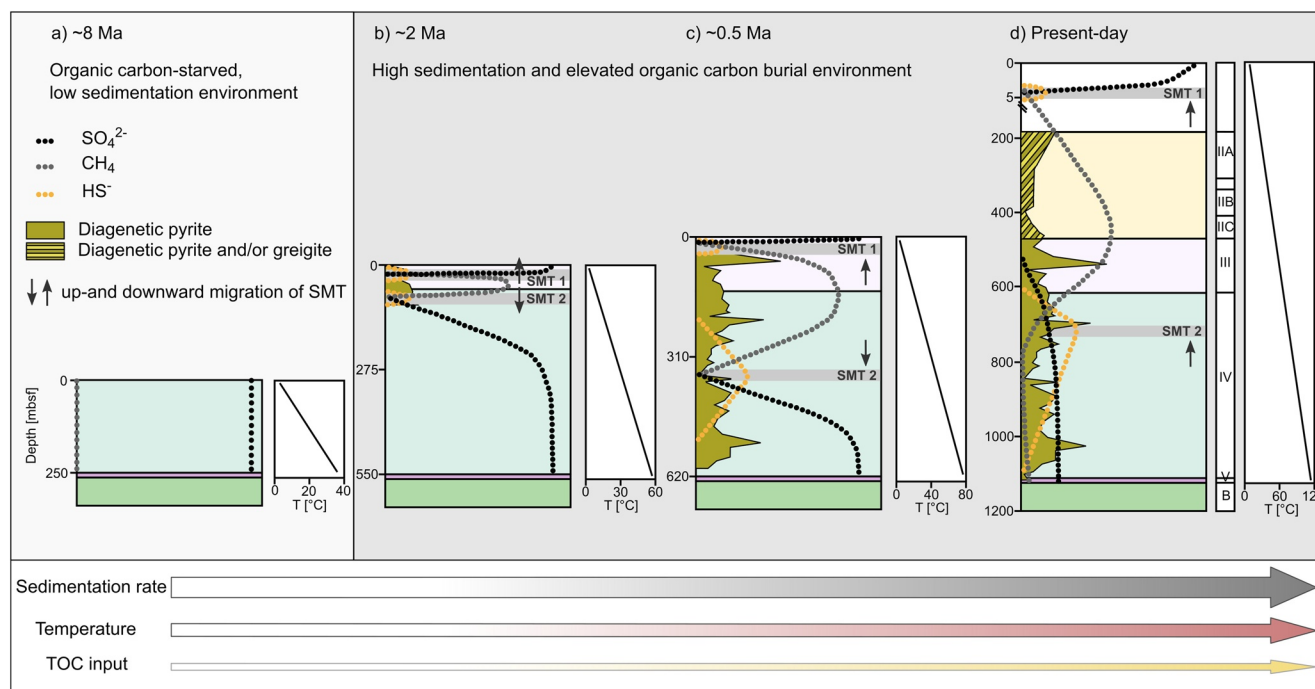 a) ~8 Ma
b) ~2 Ma
c) ~0.5 Ma
d) Present-day
Organic carbon-starved,
low sedimentation environment
High sedimentation and elevated organic carbon burial environment
SO₄²⁻
CH₄
HS⁻
Diagenetic pyrite
Diagenetic pyrite and/or greigite
up-and downward migration of SMT
Depth [mbsf]
0
250
0 20 40
T [°C]
0
275
550
SMT 1
SMT 2
0 30 60
T [°C]
0
310
620
SMT 1
SMT 2
0 40 80
T [°C]
0
5
200
400
600
800
1000
1200
SMT 1
SMT 2
IIA
IIB
IIC
III
IV
V
B
0 60 12
T [°C]
Sedimentation rate
Temperature
TOC input